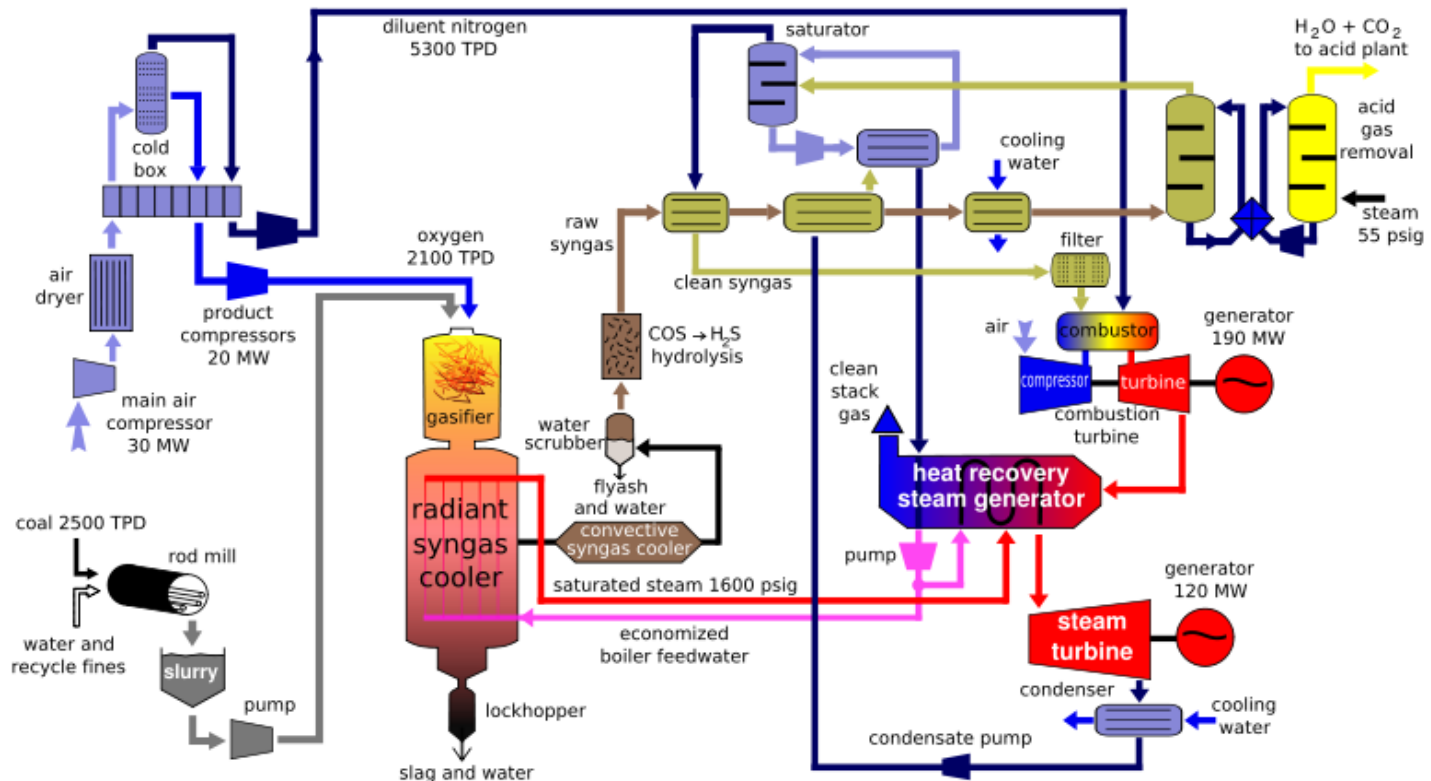 diluent nitrogen
5300 TPD
saturator
H₂O + CO₂
to acid plant
cold
box
cooling
water
acid
gas
removal
steam
55 psig
air
dryer
oxygen
2100 TPD
raw
syngas
filter
clean syngas
product
compressors
20 MW
COS → H₂S
hydrolysis
air
combustor
generator
190 MW
compressor
turbine
combustion
turbine
main air
compressor
30 MW
gasifier
water
scrubber
clean
stack
gas
flyash
and water
heat recovery
steam generator
radiant
syngas
cooler
convective
syngas cooler
coal 2500 TPD
rod mill
pump
saturated steam 1600 psig
generator
120 MW
water and
recycle fines
economized
boiler feedwater
steam
turbine
slurry
pump
lockhopper
condenser
cooling
water
condensate pump
slag and water